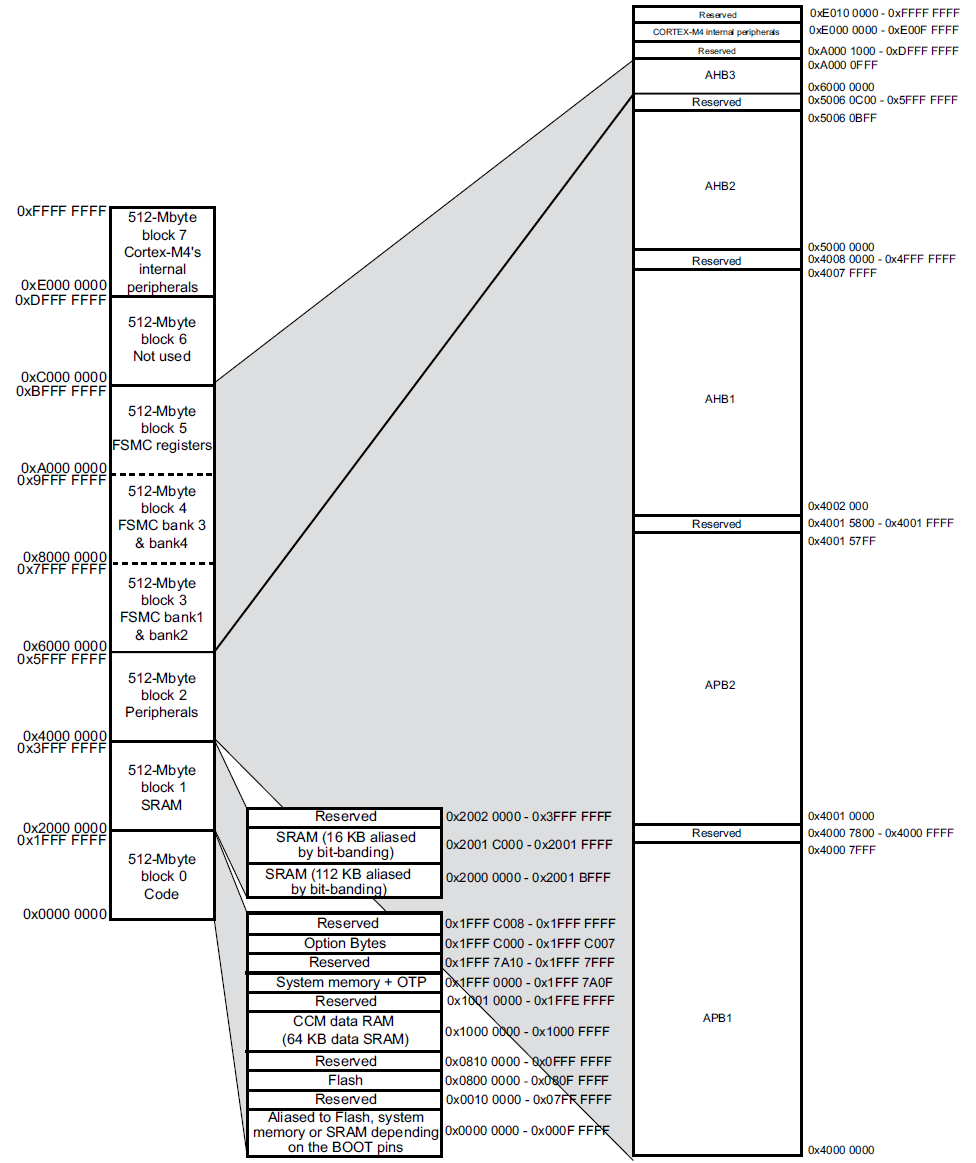 0xFFFF FFFF
512-Mbyte
block 7
Cortex-M4's
internal
peripherals
0xE000 0000
0xDFFF FFFF
512-Mbyte
block 6
Not used
0xC000 0000
0xBFFF FFFF
512-Mbyte
block 5
FSMC registers
0xA000 0000
0x9FFF FFFF
512-Mbyte
block 4
FSMC bank 3
& bank4
0x8000 0000
0x7FFF FFFF
512-Mbyte
block 3
FSMC bank1
& bank2
0x6000 0000
0x5FFF FFFF
512-Mbyte
block 2
Peripherals
0x4000 0000
0x3FFF FFFF
512-Mbyte
block 1
SRAM
0x2000 0000
0x1FFF FFFF
512-Mbyte
block 0
Code
0x0000 0000
Reserved 0x2002 0000 - 0x3FFF FFFF
SRAM (16 KB aliased
by bit-banding)
0x2001 C000 - 0x2001 FFFF
SRAM (112 KB aliased
by bit-banding)
0x2000 0000 - 0x2001 BFFF
Reserved 0x1FFF C008 - 0x1FFF FFFF
Option Bytes 0x1FFF C000 - 0x1FFF C007
Reserved 0x1FFF 7A10 - 0x1FFF 7FFF
System memory + OTP 0x1FFF 0000 - 0x1FFF 7A0F
Reserved 0x1001 0000 - 0x1FFE FFFF
CCM data RAM
(64 KB data SRAM)
0x1000 0000 - 0x1000 FFFF
Reserved 0x0810 0000 - 0x0FFF FFFF
Flash 0x0800 0000 - 0x080F FFFF
Reserved 0x0010 0000 - 0x07FF FFFF
Aliased to Flash, system
memory or SRAM depending
on the BOOT pins
0x0000 0000 - 0x000F FFFF
Reserved 0xE010 0000 - 0xFFFF FFFF
CORTEX-M4 internal peripherals 0xE000 0000 - 0xE00F FFFF
Reserved 0xA000 1000 - 0xDFFF FFFF
0xA000 0FFF
AHB3
0x6000 0000
Reserved 0x5006 0C00 - 0x5FFF FFFF
0x5006 0BFF
AHB2
0x5000 0000
Reserved 0x4008 0000 - 0x4FFF FFFF
0x4007 FFFF
AHB1
0x4002 000
Reserved 0x4001 5800 - 0x4001 FFFF
0x4001 57FF
APB2
0x4001 0000
Reserved 0x4000 7800 - 0x4000 FFFF
0x4000 7FFF
APB1
0x4000 0000